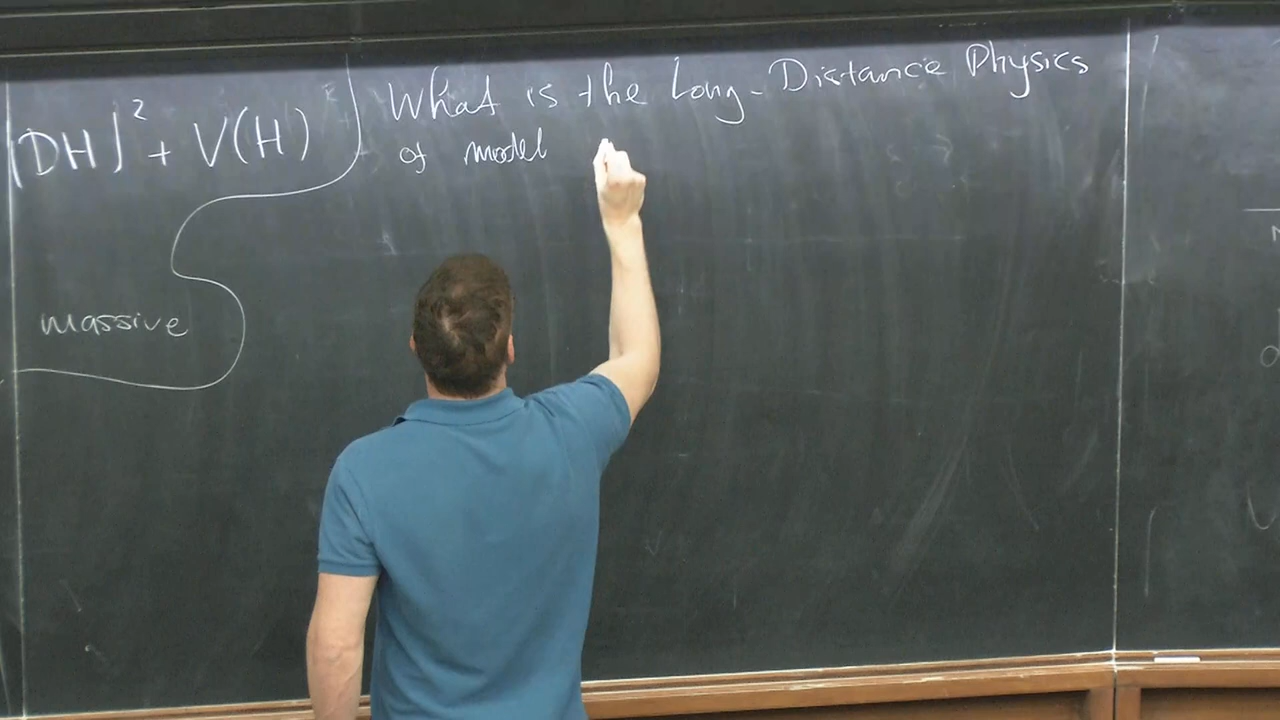 |DH|² + V(H)
massive
What is the Long-Distance Physics
of model